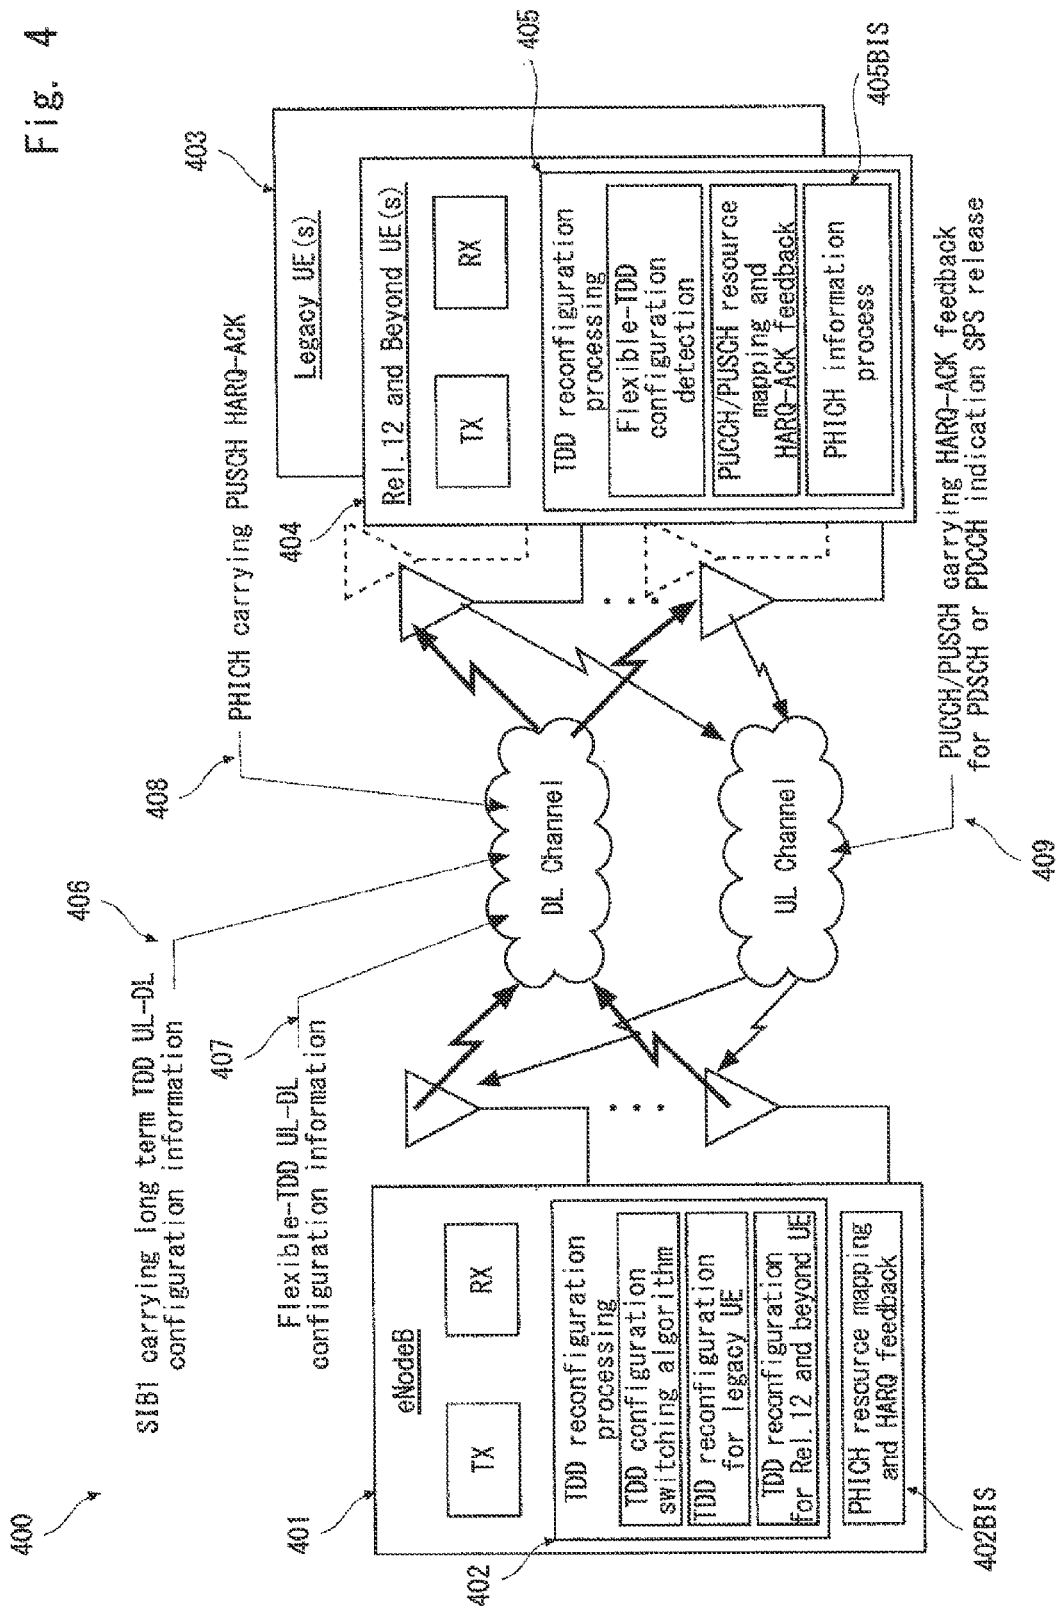 Fig. 4
400
SIB1 carrying long term TDD UL-DL
configuration information
406
Flexible-TDD UL-DL
configuration information
407
408
PHICH carrying PUSCH HARQ-ACK
401
eNodeB
TX
RX
402
TDD reconfiguration
processing
TDD configuration
switching algorithm
TDD reconfiguration
for legacy UE
TDD reconfiguration
for Rel.12 and beyond UE
PHICH resource mapping
and HARQ feedback
402BIS
DL Channel
UL Channel
403
Legacy UE(s)
404
Rel.12 and Beyond UE(s)
TX
RX
405
TDD reconfiguration
processing
Flexible-TDD
configuration
detection
PUCCH/PUSCH resource
mapping and
HARQ-ACK feedback
PHICH information
process
405BIS
409
PUCCH/PUSCH carrying HARQ-ACK feedback
for PDSCH or PDCCH indication SPS release